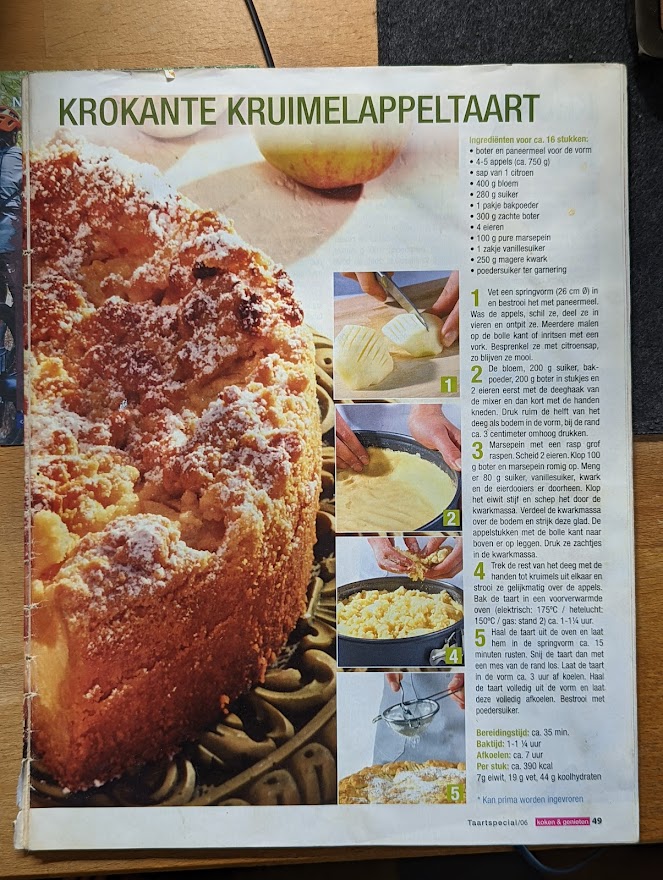 KROKANTE KRUIMELAPPELTAART
Ingrediënten voor ca. 16 stukken:
• boter en paneermeel voor de vorm
• 4-5 appels (ca. 750 g)
• sap van 1 citroen
• 400 g bloem
• 280 g suiker
• 1 pakje bakpoeder
• 300 g zachte boter
• 4 eieren
• 100 g pure marsepein
• 1 zakje vanillesuiker
• 250 g magere kwark
• poedersuiker ter garnering
1 Vet een springvorm (26 cm Ø) in
en bestrooi het met paneermeel.
Was de appels, schil ze, deel ze in
vieren en ontpit ze. Meerdere malen
op de bolle kant of inritsen met een
vork. Besprenkel ze met citroensap,
zo blijven ze mooi.
2 De bloem, 200 g suiker, bak-
poeder, 200 g boter in stukjes en
2 eieren eerst met de deeghaak van
de mixer en dan kort met de handen
kneden. Druk ruim de helft van het
deeg als bodem in de vorm, bij de rand
ca. 3 centimeter omhoog drukken.
3 Marsepein met een rasp grof
raspen. Scheid 2 eieren. Klop 100
g boter en marsepein romig op. Meng
er 80 g suiker, vanillesuiker, kwark
en de eierdooiers er doorheen. Klop
het eiwit stijf en schep het door de
kwarkmassa. Verdeel de kwarkmassa
over de bodem en strijk deze glad. De
appelstukken met de bolle kant naar
boven er op leggen. Druk ze zachtjes
in de kwarkmassa.
4 Trek de rest van het deeg met de
handen tot kruimels uit elkaar en
strooi ze gelijkmatig over de appels.
Bak de taart in een voorverwarmde
oven (elektrisch: 175ºC / hetelucht:
150ºC / gas: stand 2) ca. 1-1¼ uur.
5 Haal de taart uit de oven en laat
hem in de springvorm ca. 15
minuten rusten. Snij de taart dan met
een mes van de rand los. Laat de taart
in de vorm ca. 3 uur af koelen. Haal
de taart volledig uit de vorm en laat
deze volledig afkoelen. Bestrooi met
poedersuiker.
Bereidingstijd: ca. 35 min.
Baktijd: 1-1 ¼ uur
Afkoelen: ca. 7 uur
Per stuk: ca. 390 kcal
7g eiwit, 19 g vet, 44 g koolhydraten
* Kan prima worden ingevroren
1
2
4
5
Taartspecial/06 koken & genieten 49